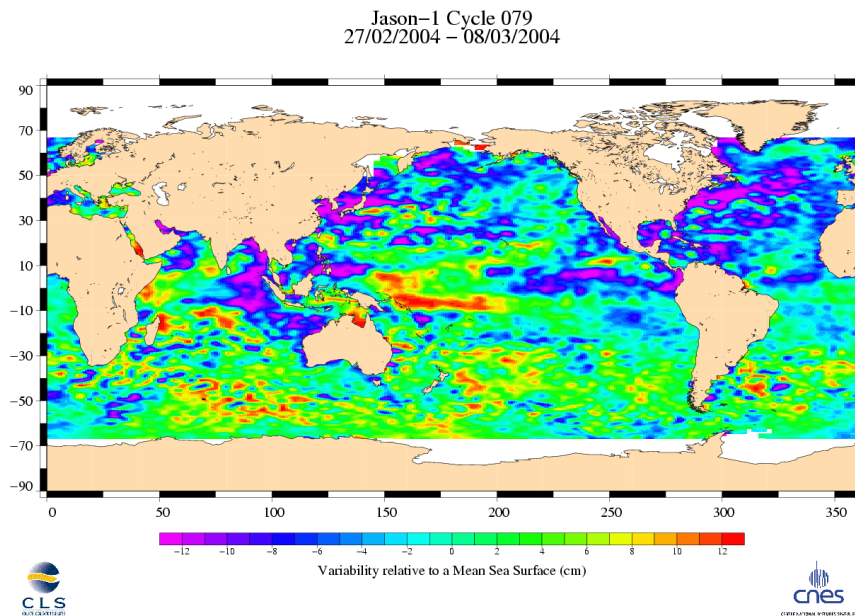 Jason−1 Cycle 079
27/02/2004 − 08/03/2004
90
70
50
30
10
−10
−30
−50
−70
−90
0 50 100 150 200 250 300 350
−12 −10 −8 −6 −4 −2 0 2 4 6 8 10 12
Variability relative to a Mean Sea Surface (cm)
CLS
cnes